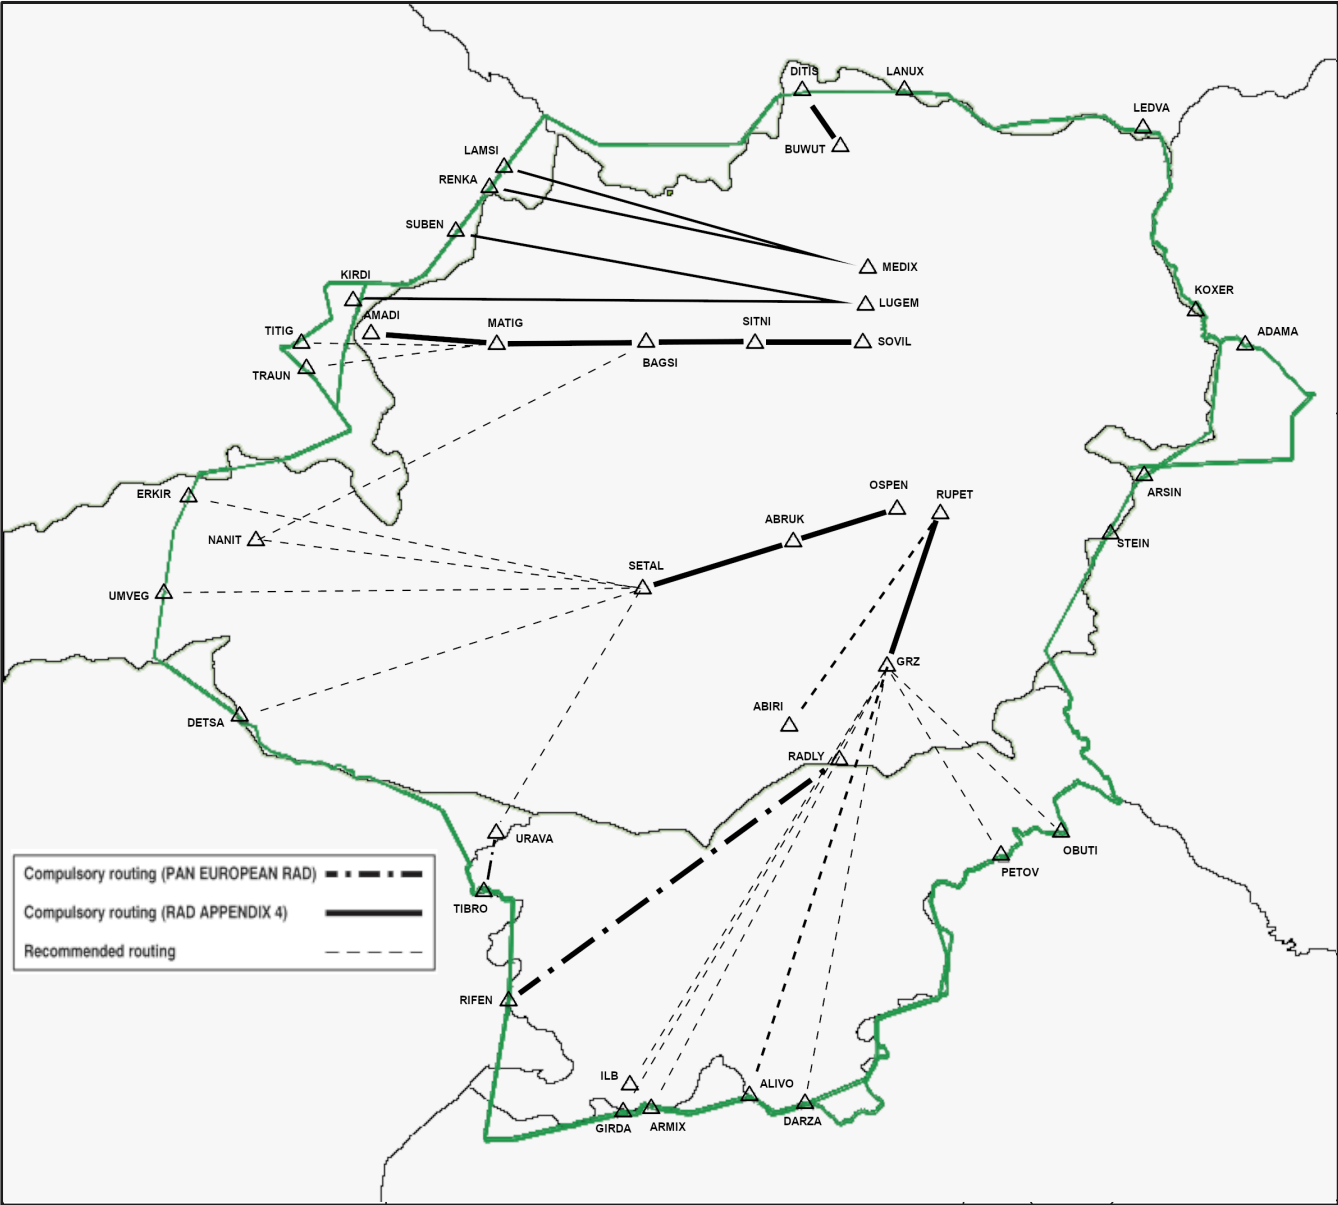 DITIS
LANUX
LEDVA
BUWUT
LAMSI
RENKA
SUBEN
MEDIX
KIRDI
KOXER
LUGEM
AMADI
MATIG
SITNI
TITIG
ADAMA
SOVIL
BAGSI
TRAUN
OSPEN
RUPET
ERKIR
ARSIN
ABRUK
NANIT
STEIN
SETAL
UMVEG
GRZ
ABIRI
DETSA
RADLY
URAVA
OBUTI
PETOV
Compulsory routing (PAN EUROPEAN RAD)
Compulsory routing (RAD APPENDIX 4)
Recommended routing
TIBRO
RIFEN
ILB
ALIVO
GIRDA
ARMIX
DARZA